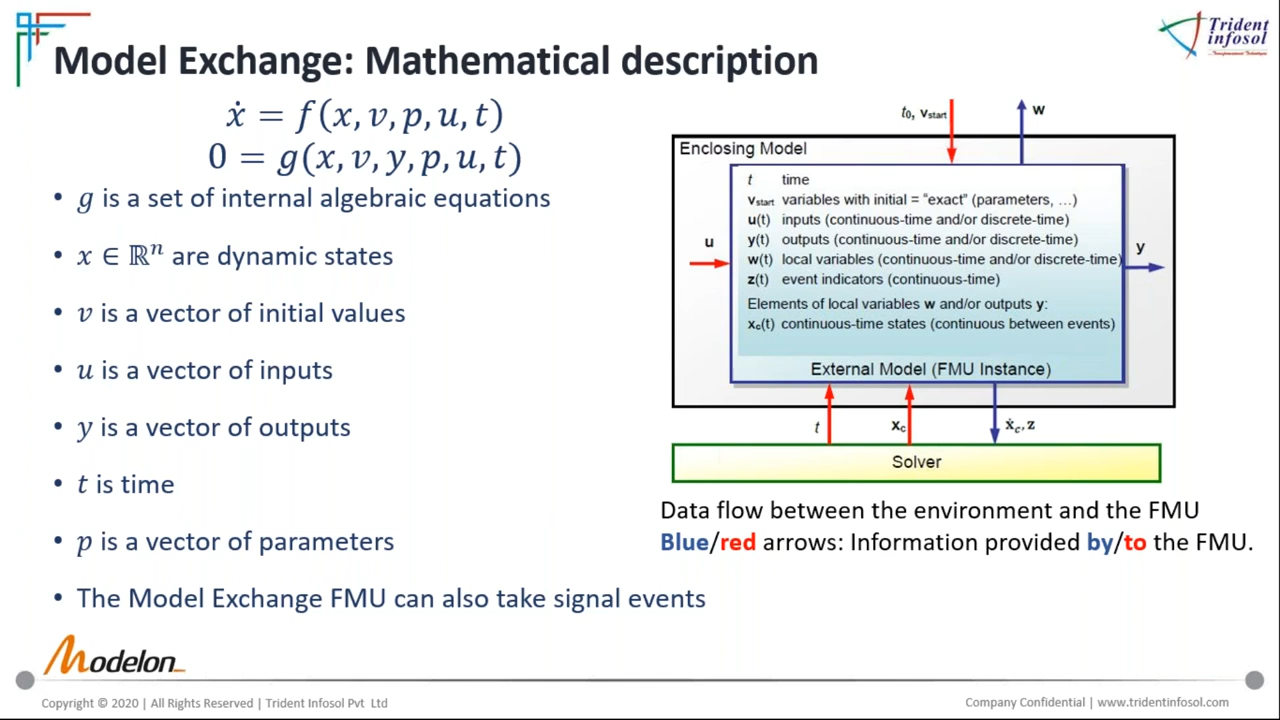 Trident
infosol
Model Exchange: Mathematical description
ẋ = f(x, v, p, u, t)
0 = g(x, v, y, p, u, t)
• g is a set of internal algebraic equations
• x ∈ ℝⁿ are dynamic states
• v is a vector of initial values
• u is a vector of inputs
• y is a vector of outputs
• t is time
• p is a vector of parameters
• The Model Exchange FMU can also take signal events
t₀, vstart
w
Enclosing Model
t time
vstart variables with initial = "exact" (parameters, ...)
u(t) inputs (continuous-time and/or discrete-time)
y(t) outputs (continuous-time and/or discrete-time)
w(t) local variables (continuous-time and/or discrete-time)
z(t) event indicators (continuous-time)
Elements of local variables w and/or outputs y:
xc(t) continuous-time states (continuous between events)
External Model (FMU Instance)
u
y
t
xc
ẋc, z
Solver
Data flow between the environment and the FMU
Blue/red arrows: Information provided by/to the FMU.
Modelon
Copyright © 2020 | All Rights Reserved | Trident Infosol Pvt Ltd
Company Confidential | www.tridentinfosol.com